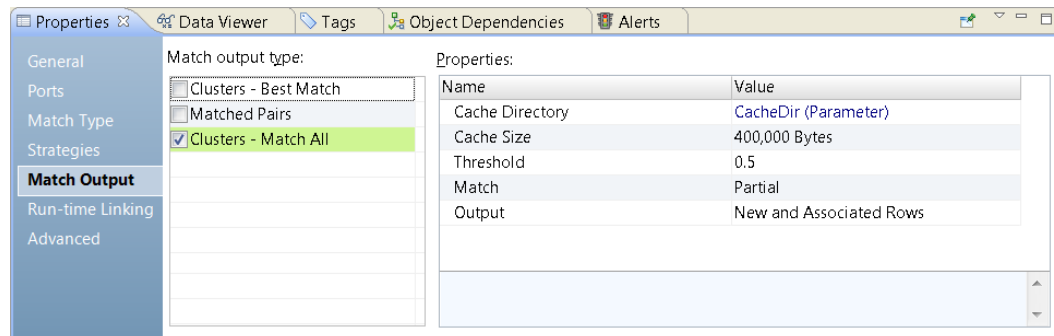 Properties Data Viewer Tags Object Dependencies Alerts
General
Ports
Match Type
Strategies
Match Output
Run-time Linking
Advanced
Match output type:
Clusters - Best Match
Matched Pairs
Clusters - Match All
Properties:
Name Value
Cache Directory CacheDir (Parameter)
Cache Size 400,000 Bytes
Threshold 0.5
Match Partial
Output New and Associated Rows